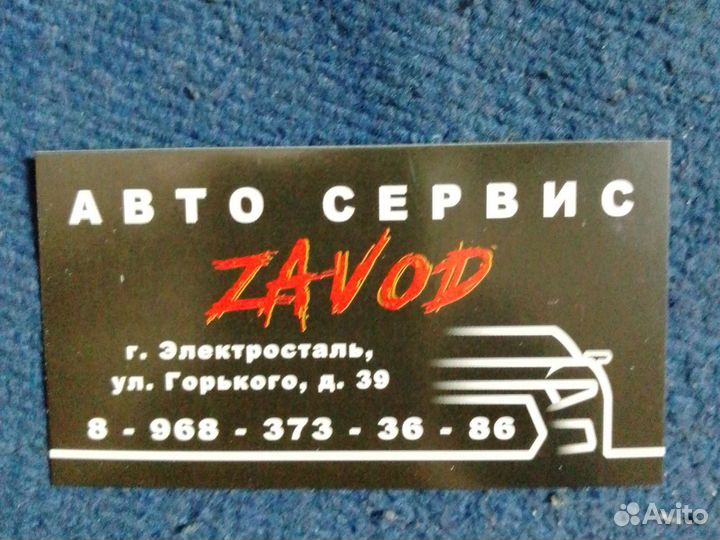 АВТО СЕРВИС
ZAVOD
г. Электросталь,
ул. Горького, д. 39
8 - 968 - 373 - 36 - 86
Avito